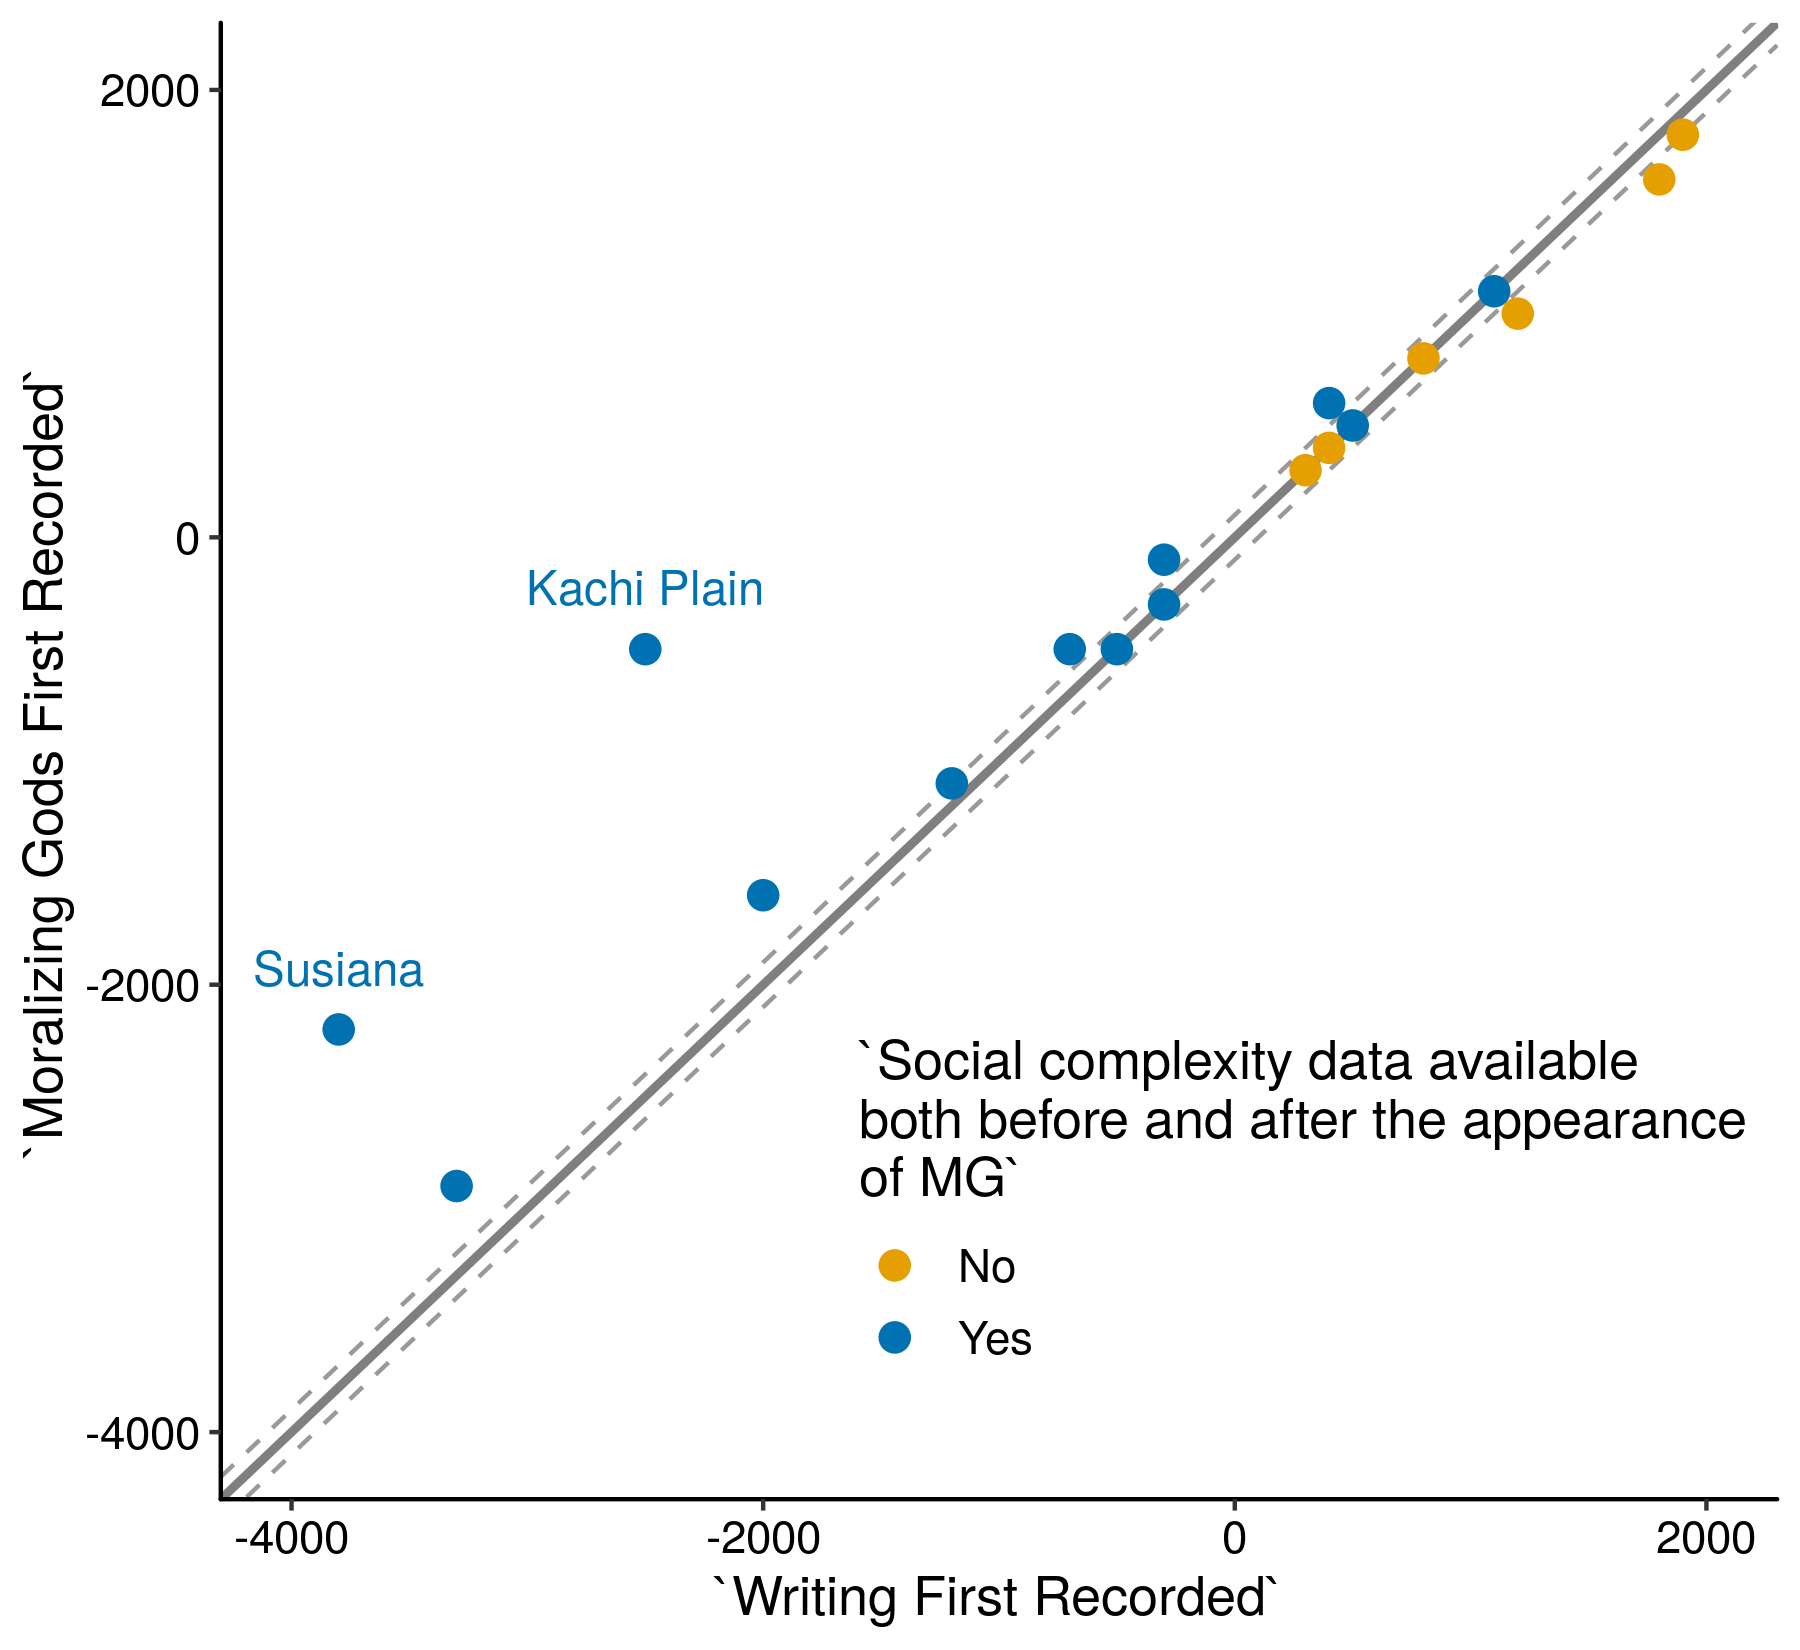 2000
0
-2000
-4000
`Moralizing Gods First Recorded`
Kachi Plain
Susiana
`Social complexity data available
both before and after the appearance
of MG`
No
Yes
-4000
-2000
0
2000
`Writing First Recorded`